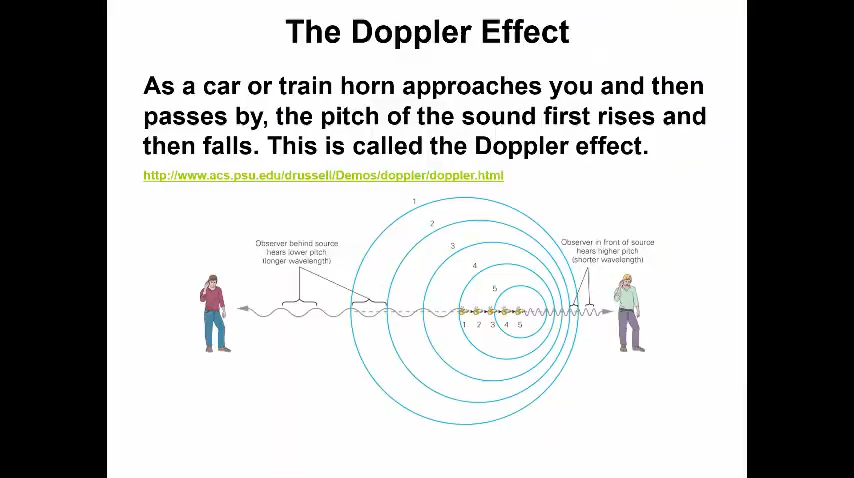 The Doppler Effect
As a car or train horn approaches you and then
passes by, the pitch of the sound first rises and
then falls. This is called the Doppler effect.
http://www.acs.psu.edu/drussell/Demos/doppler/doppler.html
1
2
3
4
5
Observer behind source
hears lower pitch
(longer wavelength)
Observer in front of source
hears higher pitch
(shorter wavelength)
1 2 3 4 5